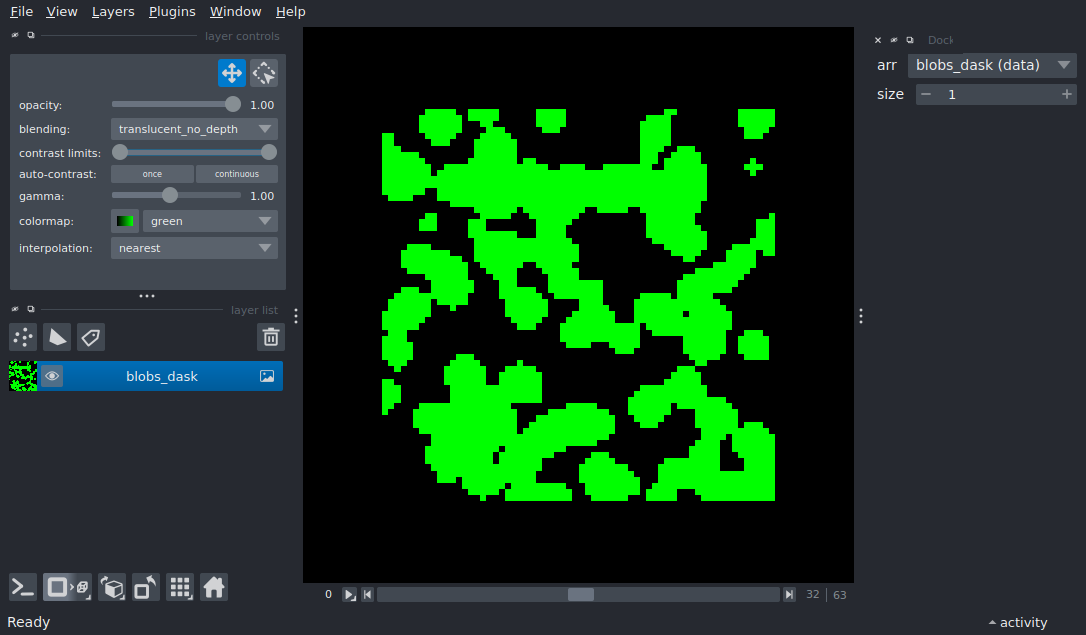 File View Layers Plugins Window Help
layer controls
opacity: 1.00
blending: translucent_no_depth
contrast limits:
auto-contrast: once continuous
gamma: 1.00
colormap: green
interpolation: nearest
layer list
blobs_dask
0 32 63
Dock
arr blobs_dask (data)
size 1
Ready
activity